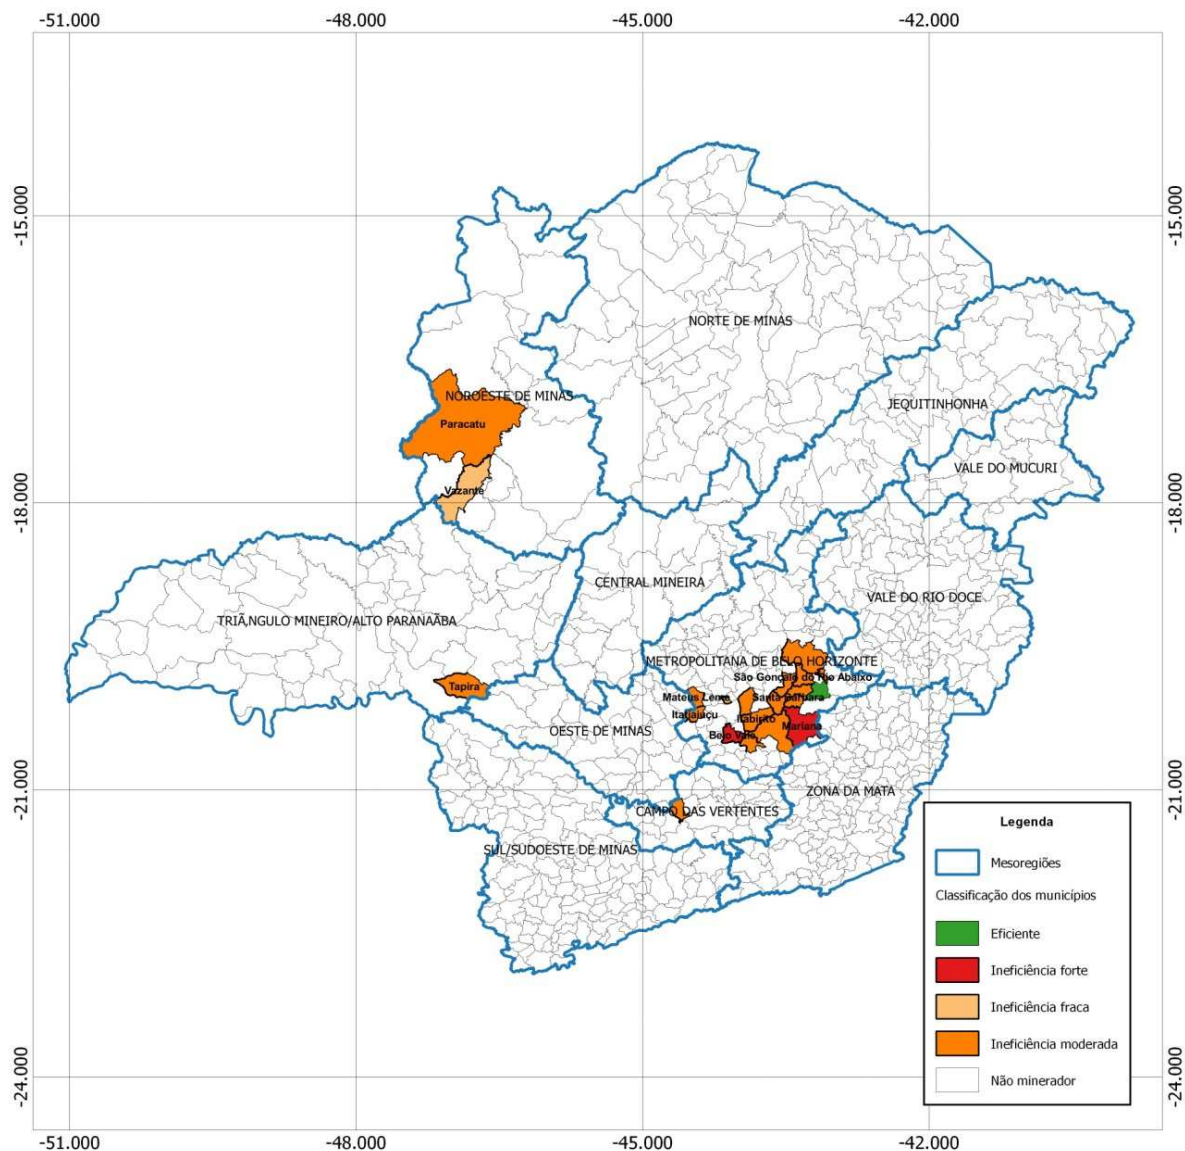 -51.000 -48.000 -45.000 -42.000
-15.000 -15.000
NORTE DE MINAS
NOROESTE DE MINAS
JEQUITINHONHA
Paracatu
VALE DO MUCURI
Vazante
-18.000 -18.000
CENTRAL MINEIRA
VALE DO RIO DOCE
TRIÃ‚NGULO MINEIRO/ALTO PARANAÃBA
METROPOLITANA DE BELO HORIZONTE
São Gonçalo do Rio Abaixo
Tapira
Mateus Leme
Santa Bárbara
Itatiaiuçu
Itabirito
Mariana
OESTE DE MINAS
Belo Vale
-21.000 -21.000
ZONA DA MATA
CAMPO DAS VERTENTES
SUL/SUDOESTE DE MINAS
Legenda
Mesoregiões
Classificação dos municípios
Eficiente
Ineficiência forte
Ineficiência fraca
Ineficiência moderada
Não minerador
-24.000 -24.000
-51.000 -48.000 -45.000 -42.000